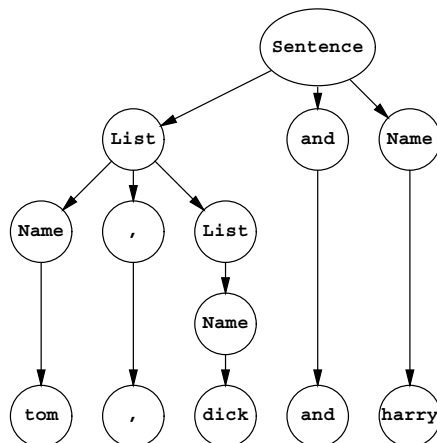 Sentence
List and Name
Name , List
Name
tom , dick and harry